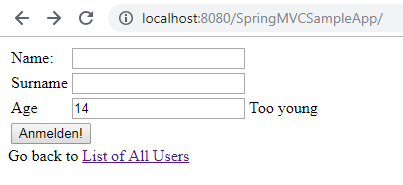 localhost:8080/SpringMVCSampleApp/
Name:
Surname
Age 14 Too young
Anmelden!
Go back to List of All Users